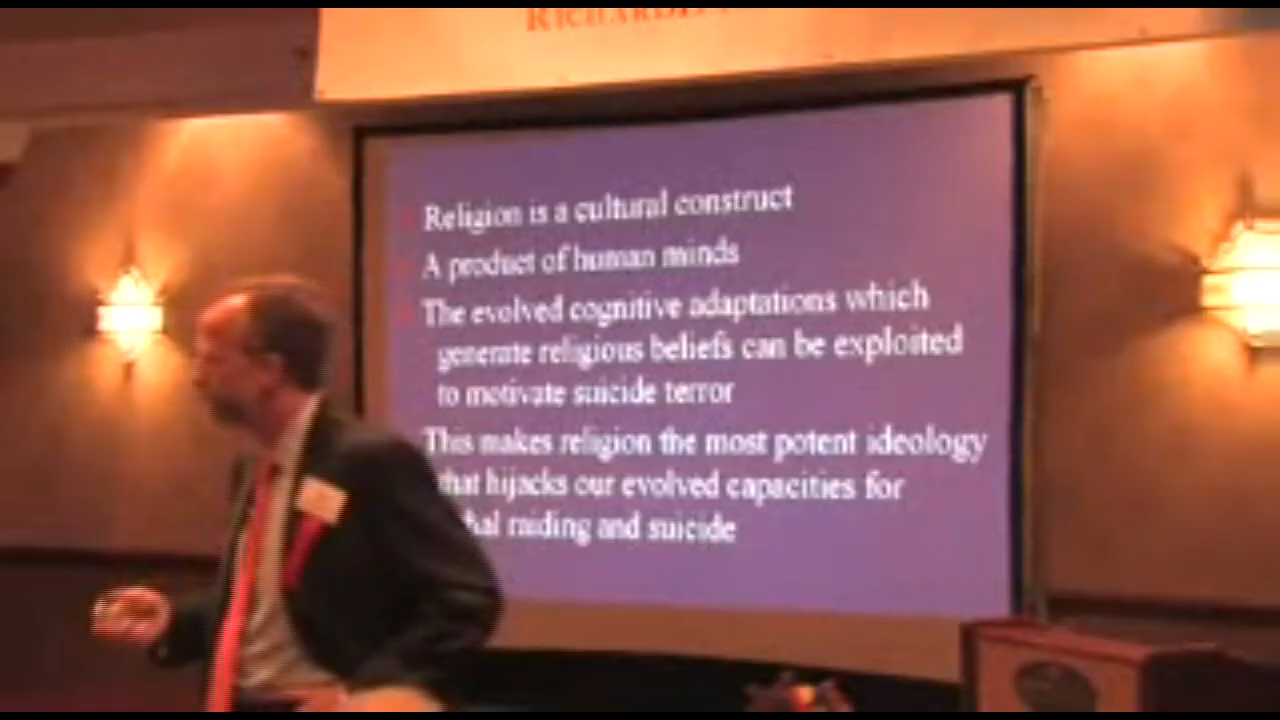 Religion is a cultural construct
A product of human minds
The evolved cognitive adaptations which
generate religious beliefs can be exploited
to motivate suicide terror
This makes religion the most potent ideology
that hijacks our evolved capacities for
raiding and suicide